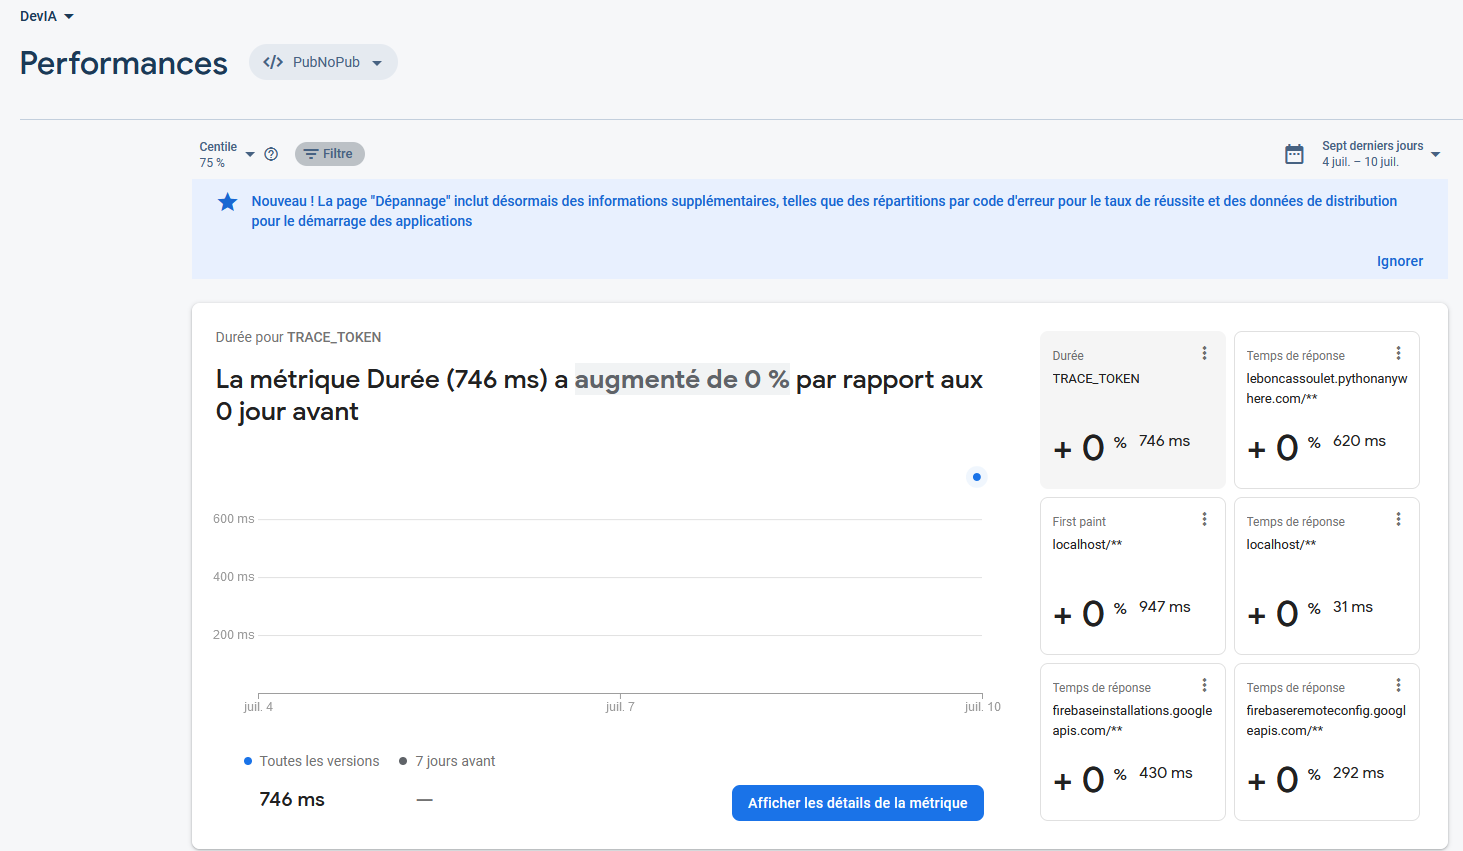 DevIA
Performances
PubNoPub
Centile
75 %
Filtre
Sept derniers jours
4 juil. – 10 juil.
Nouveau ! La page "Dépannage" inclut désormais des informations supplémentaires, telles que des répartitions par code d'erreur pour le taux de réussite et des données de distribution
pour le démarrage des applications
Ignorer
Durée pour TRACE_TOKEN
La métrique Durée (746 ms) a augmenté de 0 % par rapport aux
0 jour avant
600 ms
400 ms
200 ms
juil. 4
juil. 7
juil. 10
Toutes les versions
7 jours avant
746 ms
—
Afficher les détails de la métrique
Durée
TRACE_TOKEN
+ 0 % 746 ms
Temps de réponse
leboncassoulet.pythonanyw
here.com/**
+ 0 % 620 ms
First paint
localhost/**
+ 0 % 947 ms
Temps de réponse
localhost/**
+ 0 % 31 ms
Temps de réponse
firebaseinstallations.google
apis.com/**
+ 0 % 430 ms
Temps de réponse
firebaseremoteconfig.googl
eapis.com/**
+ 0 % 292 ms